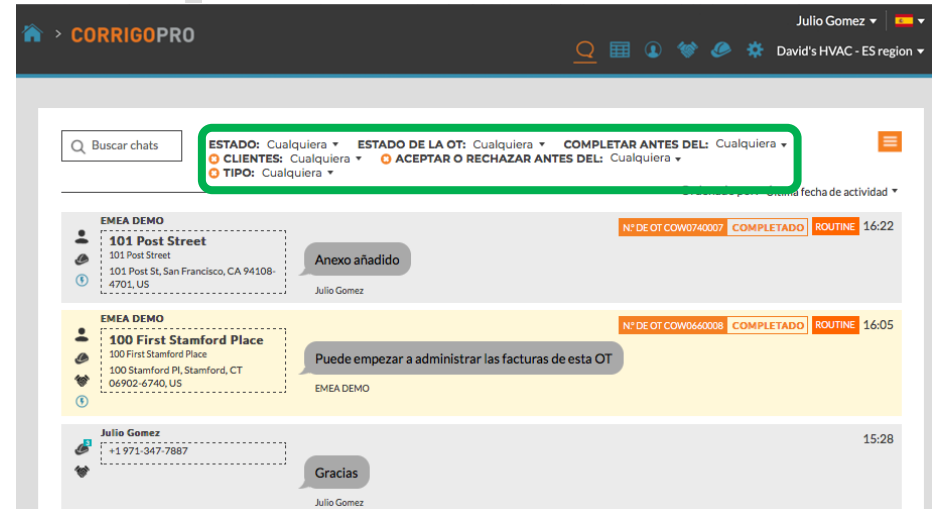 Julio Gomez
> CORRIGOPRO
David's HVAC - ES region
Buscar chats
ESTADO: Cualquiera ESTADO DE LA OT: Cualquiera COMPLETAR ANTES DEL: Cualquiera
CLIENTES: Cualquiera ACEPTAR O RECHAZAR ANTES DEL: Cualquiera
TIPO: Cualquiera
fecha de actividad
EMEA DEMO
N.º DE OT COW0740007 COMPLETADO ROUTINE 16:22
101 Post Street
101 Post Street
101 Post St, San Francisco, CA 94108-
4701, US
Anexo añadido
Julio Gomez
EMEA DEMO
N.º DE OT COW0660008 COMPLETADO ROUTINE 16:05
100 First Stamford Place
100 First Stamford Place
100 Stamford Pl, Stamford, CT
06902-6740, US
Puede empezar a administrar las facturas de esta OT
EMEA DEMO
Julio Gomez
15:28
+1 971-347-7887
Gracias
Julio Gomez